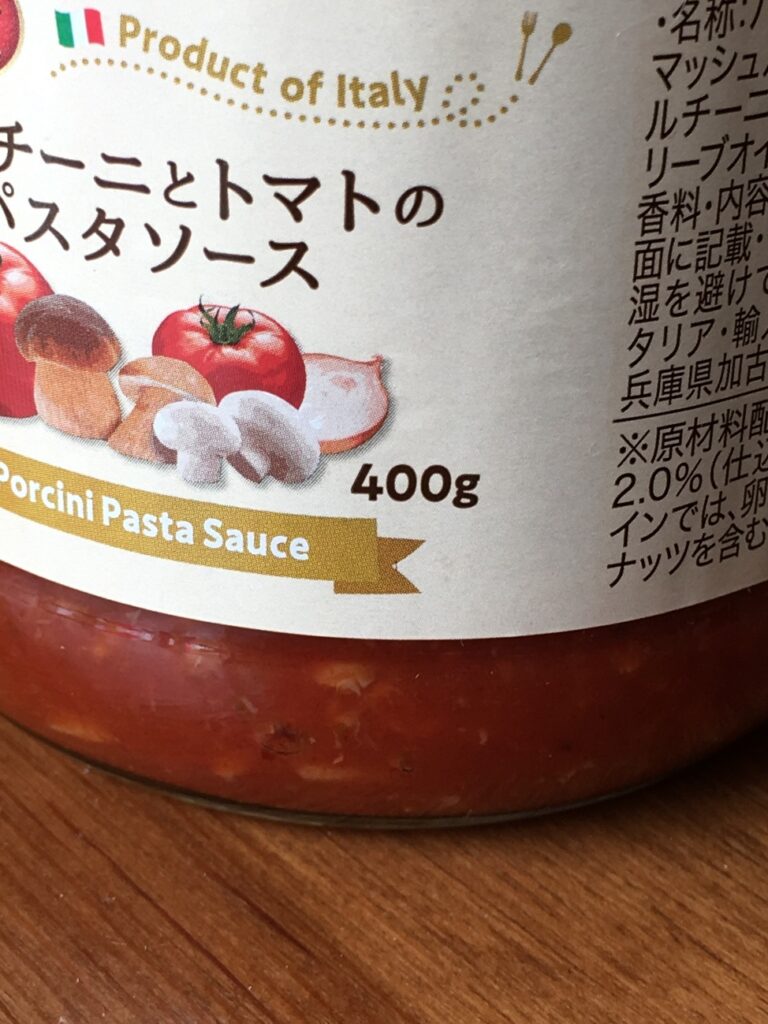 Product of Italy
チーニとトマトの
パスタソース
400g
Porcini Pasta Sauce
・名称:パ
マッシュル
ルチーニ
リーブオイ
香料・内容
面に記載・
湿を避けて
タリア・輸入
兵庫県加古
※原材料配
2.0%(仕込
インでは、卵
ナッツを含む